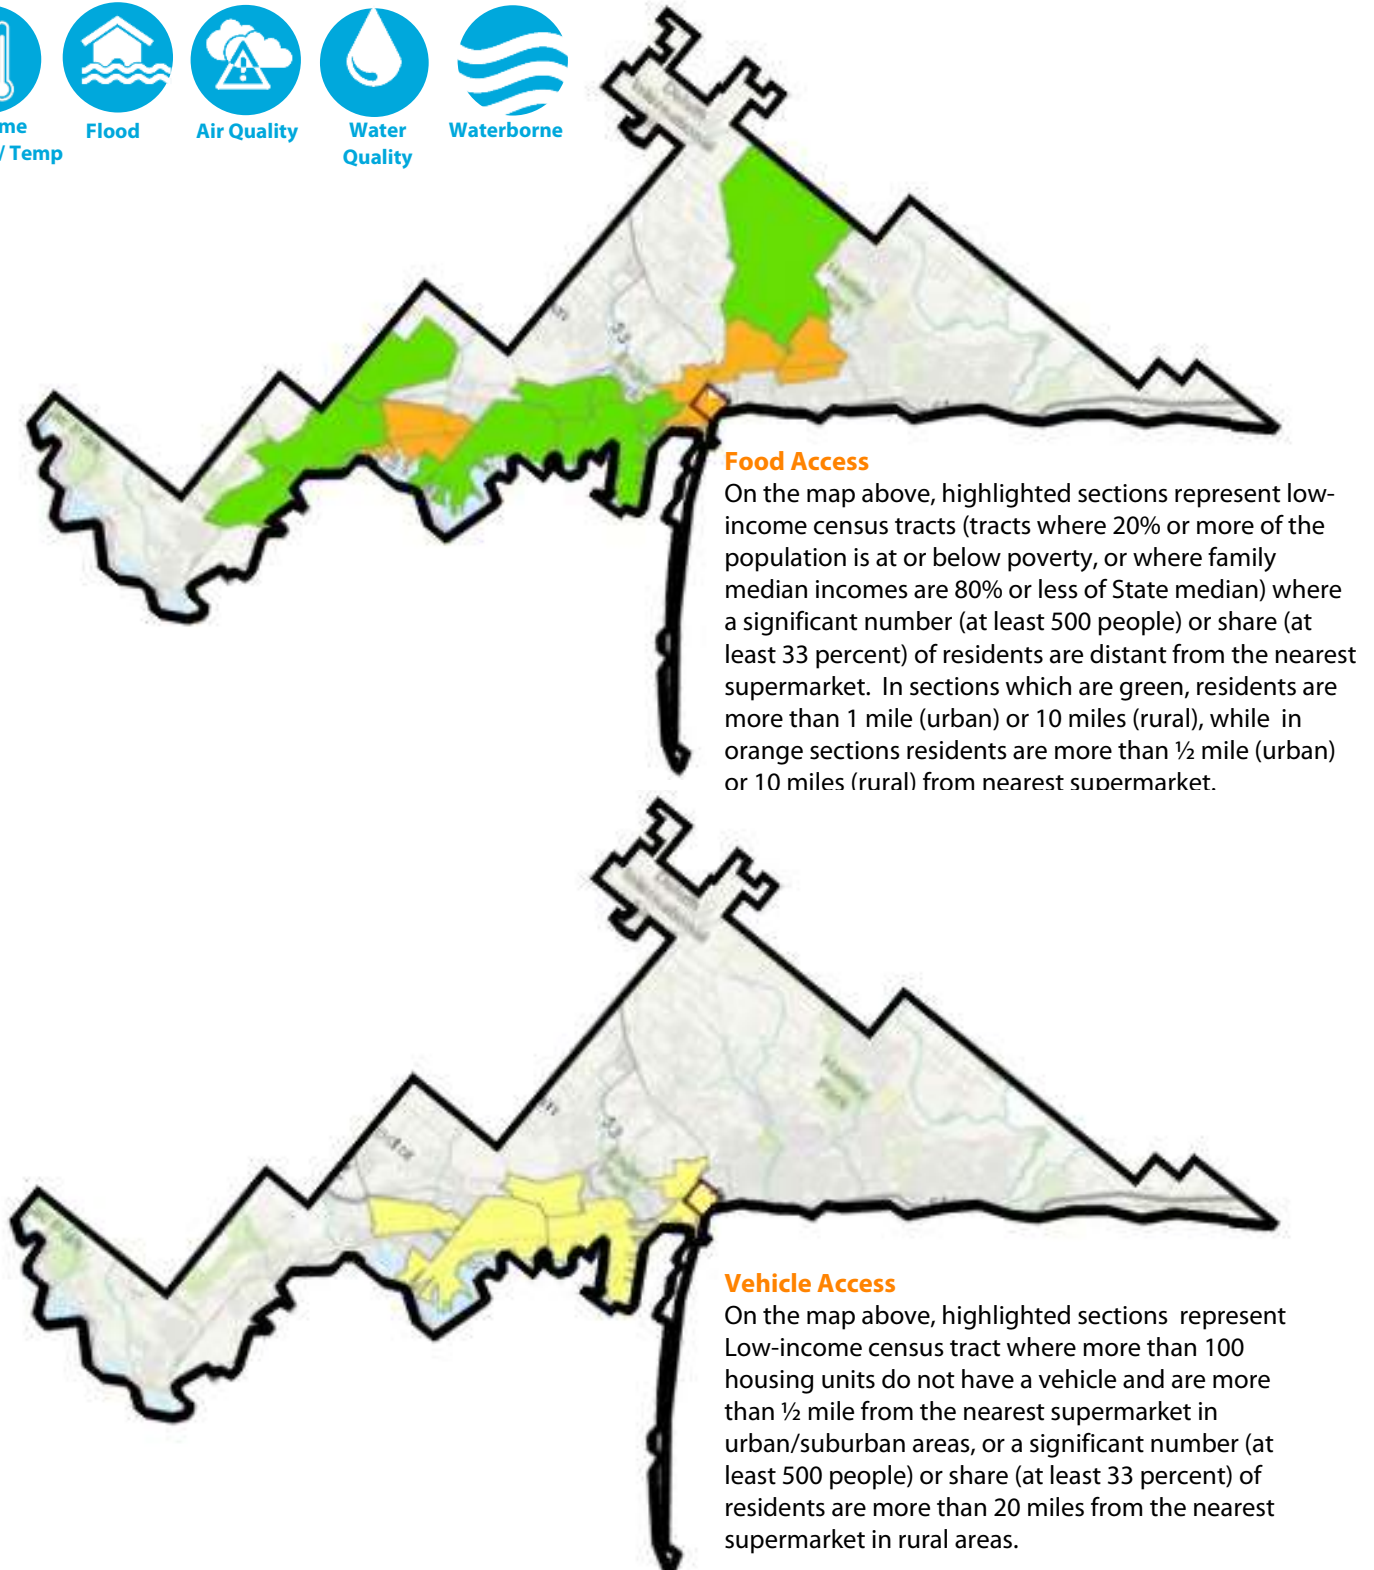 me
/ Temp
Flood
Air Quality
Water
Quality
Waterborne
53
Food Access
On the map above, highlighted sections represent low-
income census tracts (tracts where 20% or more of the
population is at or below poverty, or where family
median incomes are 80% or less of State median) where
a significant number (at least 500 people) or share (at
least 33 percent) of residents are distant from the nearest
supermarket. In sections which are green, residents are
more than 1 mile (urban) or 10 miles (rural), while in
orange sections residents are more than ½ mile (urban)
or 10 miles (rural) from nearest supermarket.
53
Hawley
Park
Vehicle Access
On the map above, highlighted sections represent
Low-income census tract where more than 100
housing units do not have a vehicle and are more
than ½ mile from the nearest supermarket in
urban/suburban areas, or a significant number (at
least 500 people) or share (at least 33 percent) of
residents are more than 20 miles from the nearest
supermarket in rural areas.